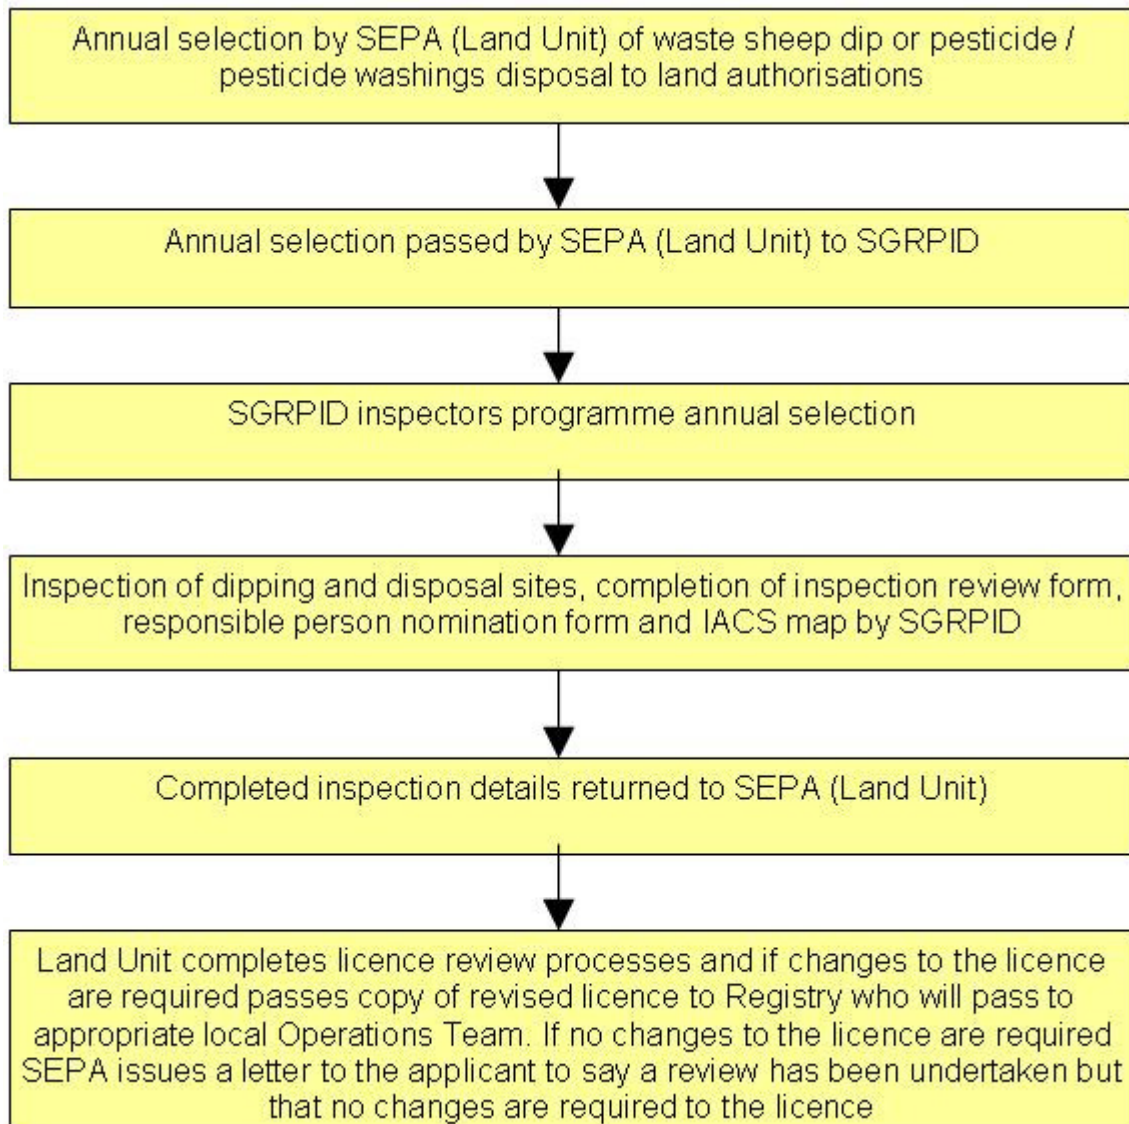 Annual selection by SEPA (Land Unit) of waste sheep dip or pesticide /
pesticide washings disposal to land authorisations
Annual selection passed by SEPA (Land Unit) to SGRPID
SGRPID inspectors programme annual selection
Inspection of dipping and disposal sites, completion of inspection review form,
responsible person nomination form and IACS map by SGRPID
Completed inspection details returned to SEPA (Land Unit)
Land Unit completes licence review processes and if changes to the licence
are required passes copy of revised licence to Registry who will pass to
appropriate local Operations Team. If no changes to the licence are required
SEPA issues a letter to the applicant to say a review has been undertaken but
that no changes are required to the licence